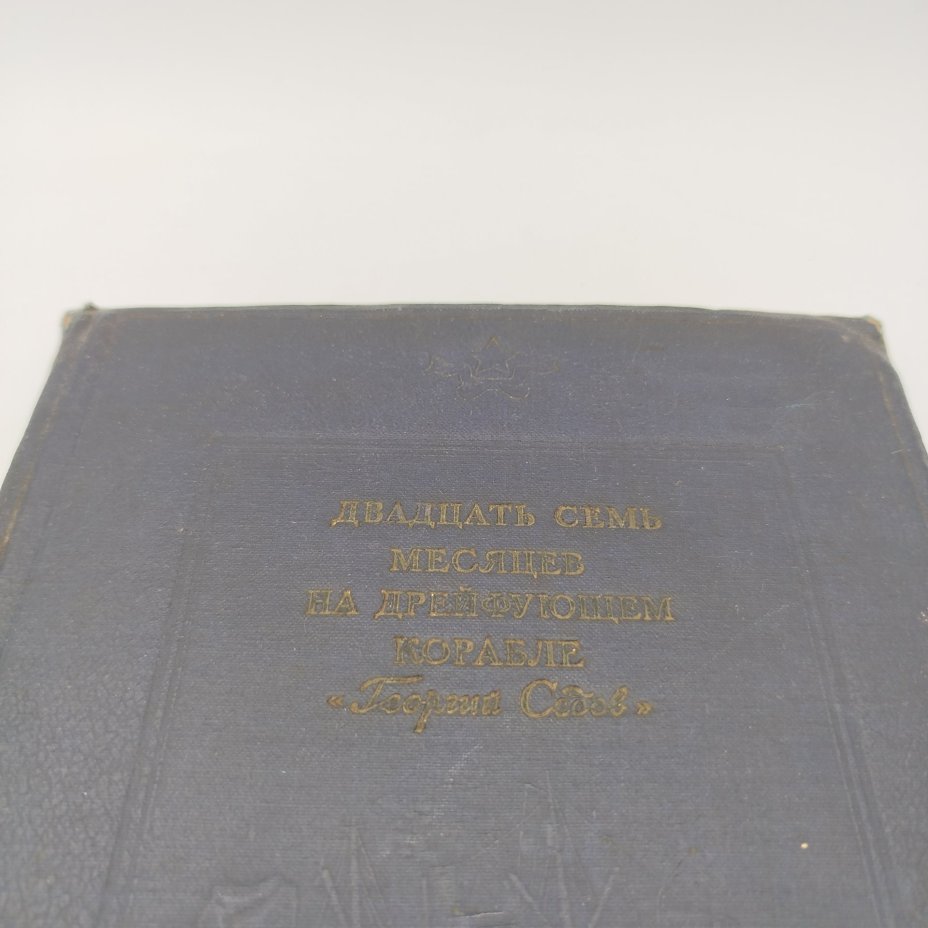 ДВАДЦАТЬ СЕМЬ
МЕСЯЦЕВ
НА ДРЕЙФУЮЩЕМ
КОРАБЛЕ
«Георгий Седов»